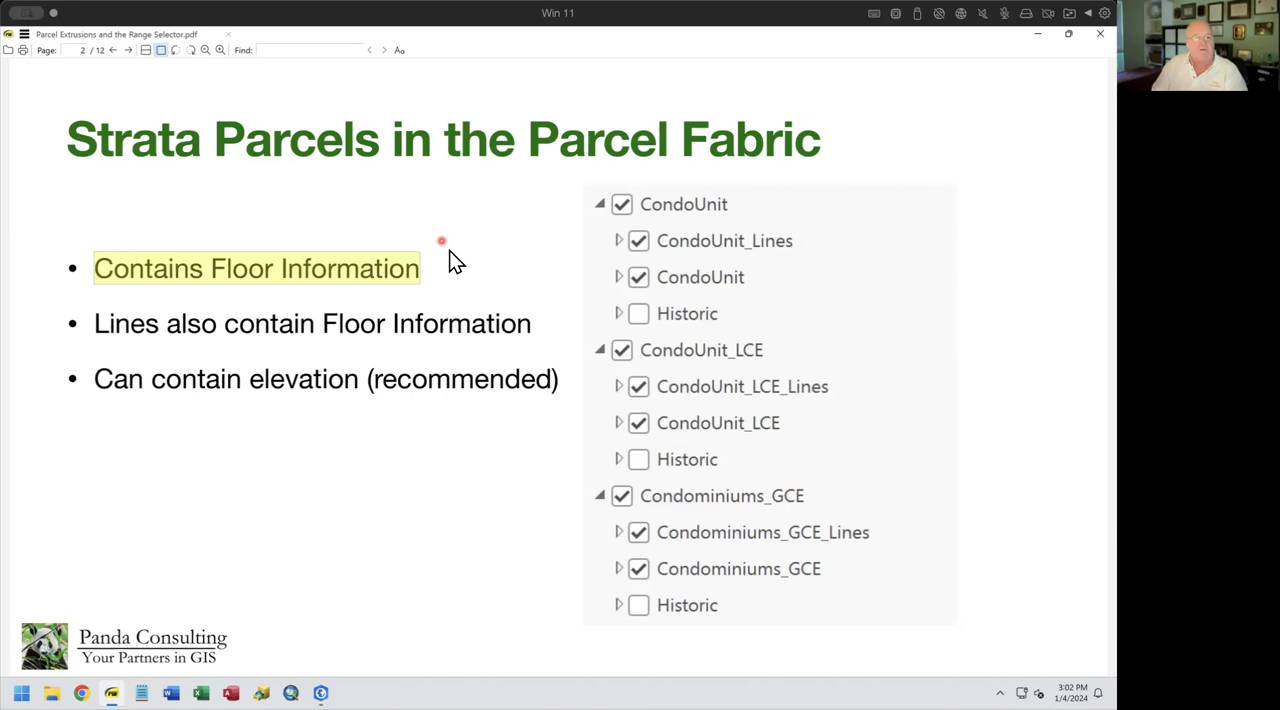 Win 11
Parcel Extrusions and the Range Selector.pdf
Page: 2 / 12
Find:
Aa
Strata Parcels in the Parcel Fabric
• Contains Floor Information
• Lines also contain Floor Information
• Can contain elevation (recommended)
CondoUnit
CondoUnit_Lines
CondoUnit
Historic
CondoUnit_LCE
CondoUnit_LCE_Lines
CondoUnit_LCE
Historic
Condominiums_GCE
Condominiums_GCE_Lines
Condominiums_GCE
Historic
Panda Consulting
Your Partners in GIS
3:02 PM
1/4/2024